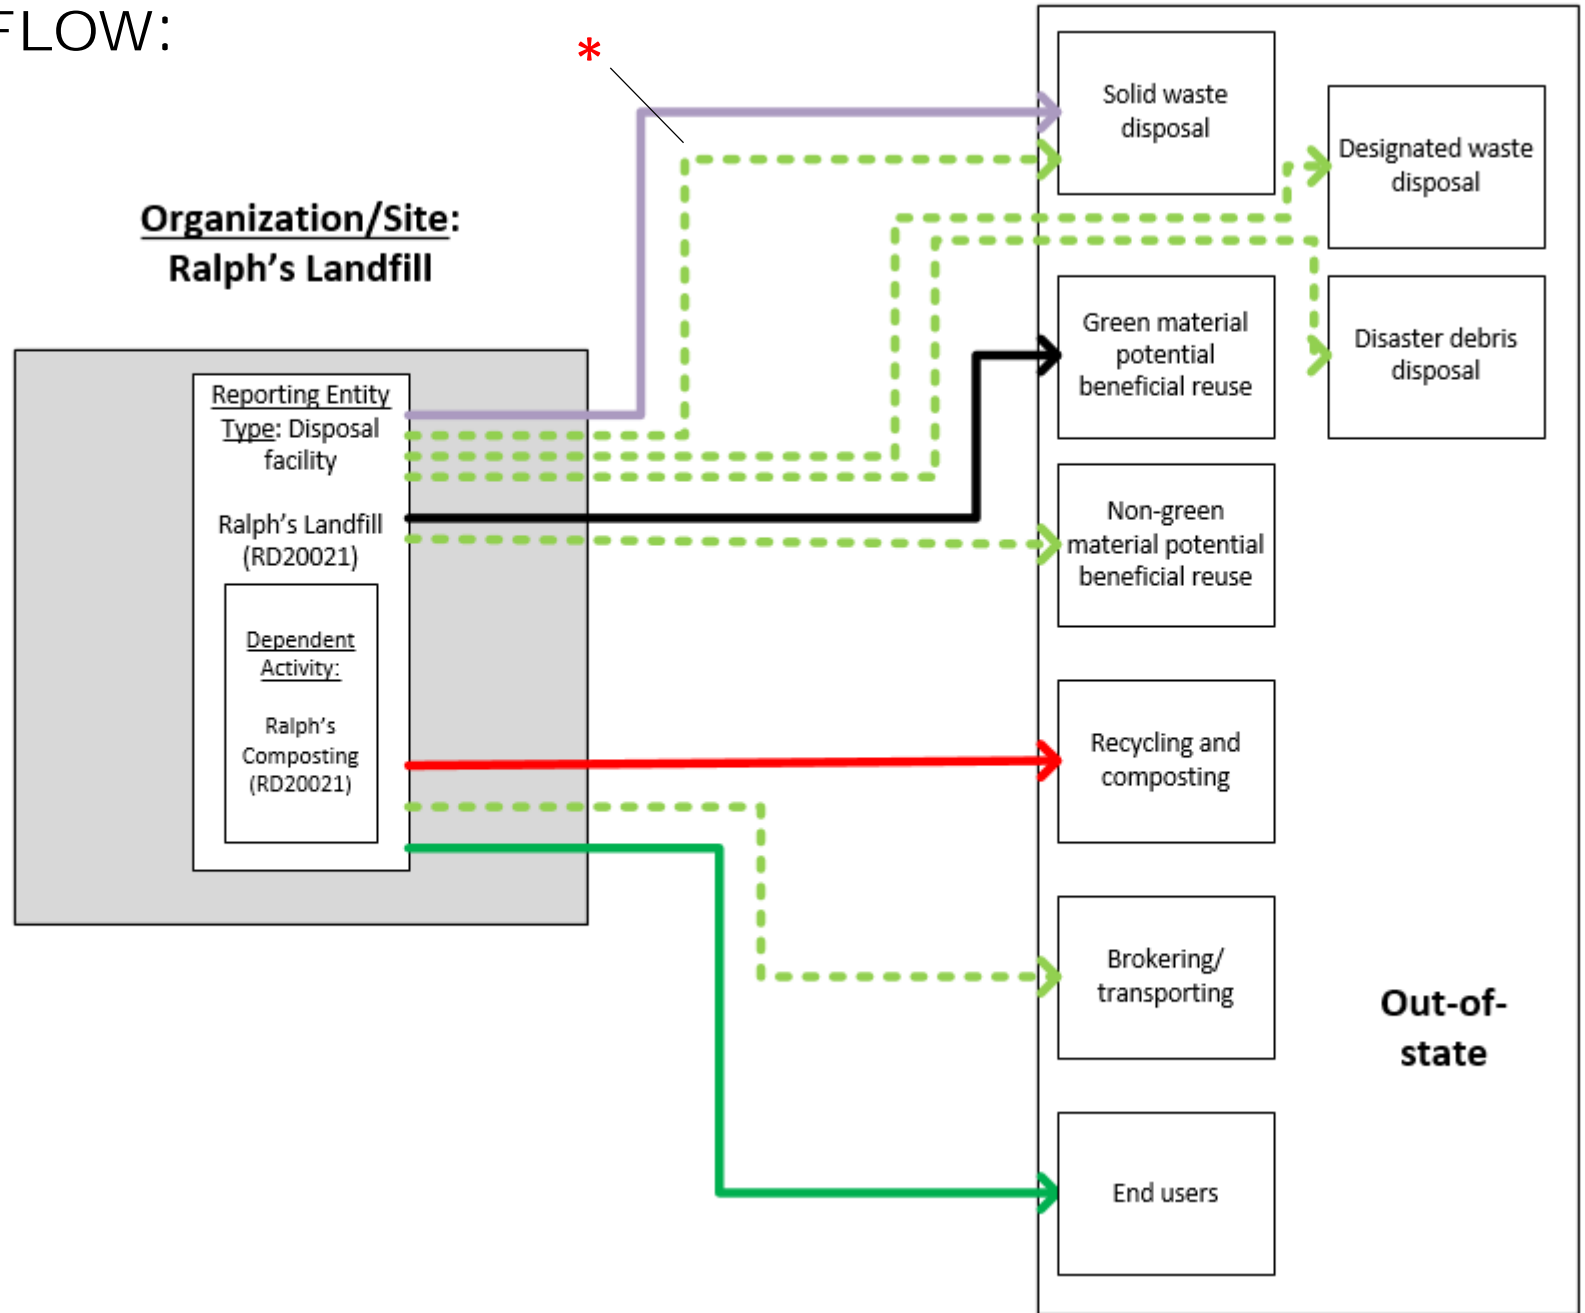 FLOW:
*
Organization/Site:
Ralph's Landfill
Reporting Entity
Type: Disposal
facility
Ralph's Landfill
(RD20021)
Dependent
Activity:
Ralph's
Composting
(RD20021)
Solid waste
disposal
Designated waste
disposal
Green material
potential
beneficial reuse
Disaster debris
disposal
Non-green
material potential
beneficial reuse
Recycling and
composting
Brokering/
transporting
Out-of-
state
End users